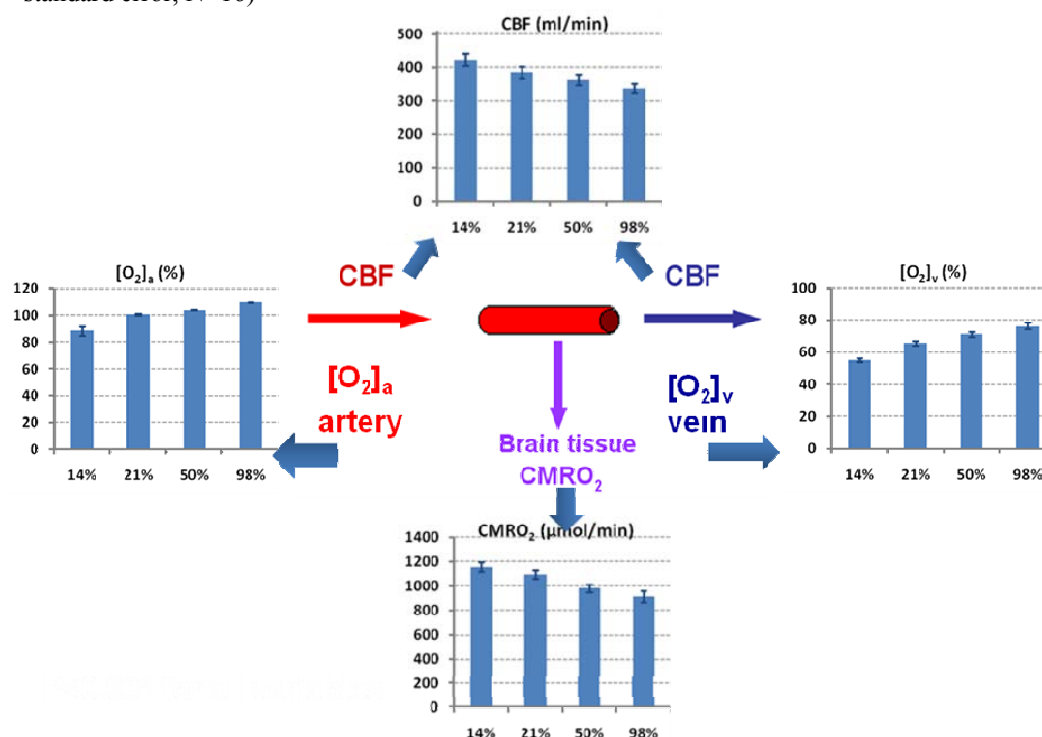 standard error, N=16)
CBF (ml/min)
500
400
300
200
100
0
14% 21% 50% 98%
[O₂]ₐ (%)
120
100
80
60
40
20
0
14% 21% 50% 98%
CBF
[O₂]ₐ
artery
CBF
[O₂]ᵥ
vein
Brain tissue
CMRO₂
[O₂]ᵥ (%)
100
80
60
40
20
0
14% 21% 50% 98%
CMRO₂ (µmol/min)
1400
1200
1000
800
600
400
200
0
14% 21% 50% 98%